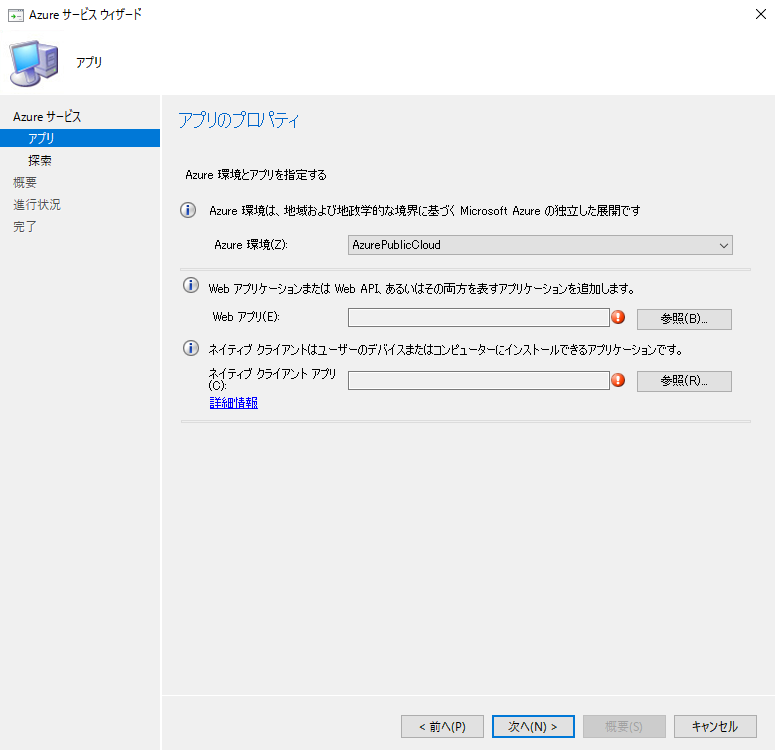 Azure サービス ウィザード
アプリ
Azure サービス
アプリ
探索
概要
進行状況
完了
アプリのプロパティ
Azure 環境とアプリを指定する
Azure 環境は、地域および地政学的な境界に基づく Microsoft Azure の独立した展開です
Azure 環境(Z):
AzurePublicCloud
Web アプリケーションまたは Web API、あるいはその両方を表すアプリケーションを追加します。
Web アプリ(E):
参照(B)...
ネイティブ クライアントはユーザーのデバイスまたはコンピューターにインストールできるアプリケーションです。
ネイティブ クライアント アプリ
(C):
参照(R)...
詳細情報
< 前へ(P)
次へ(N) >
概要(S)
キャンセル